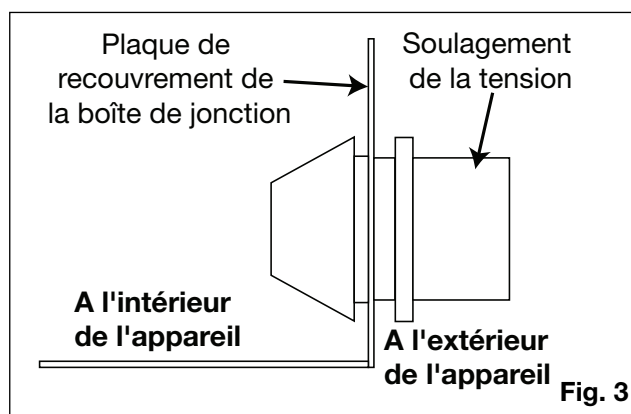 Plaque de
recouvrement de
la boîte de jonction
Soulagement
de la tension
A l'intérieur
de l'appareil
A l'extérieur
de l'appareil
Fig. 3